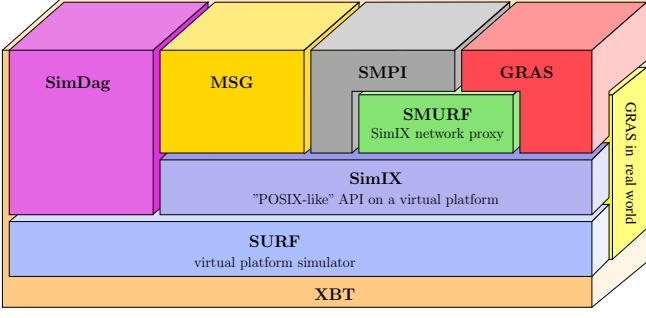 SimDag
MSG
SMPI
GRAS
SMURF
SimIX network proxy
GRAS in real world
SimIX
”POSIX-like” API on a virtual platform
SURF
virtual platform simulator
XBT